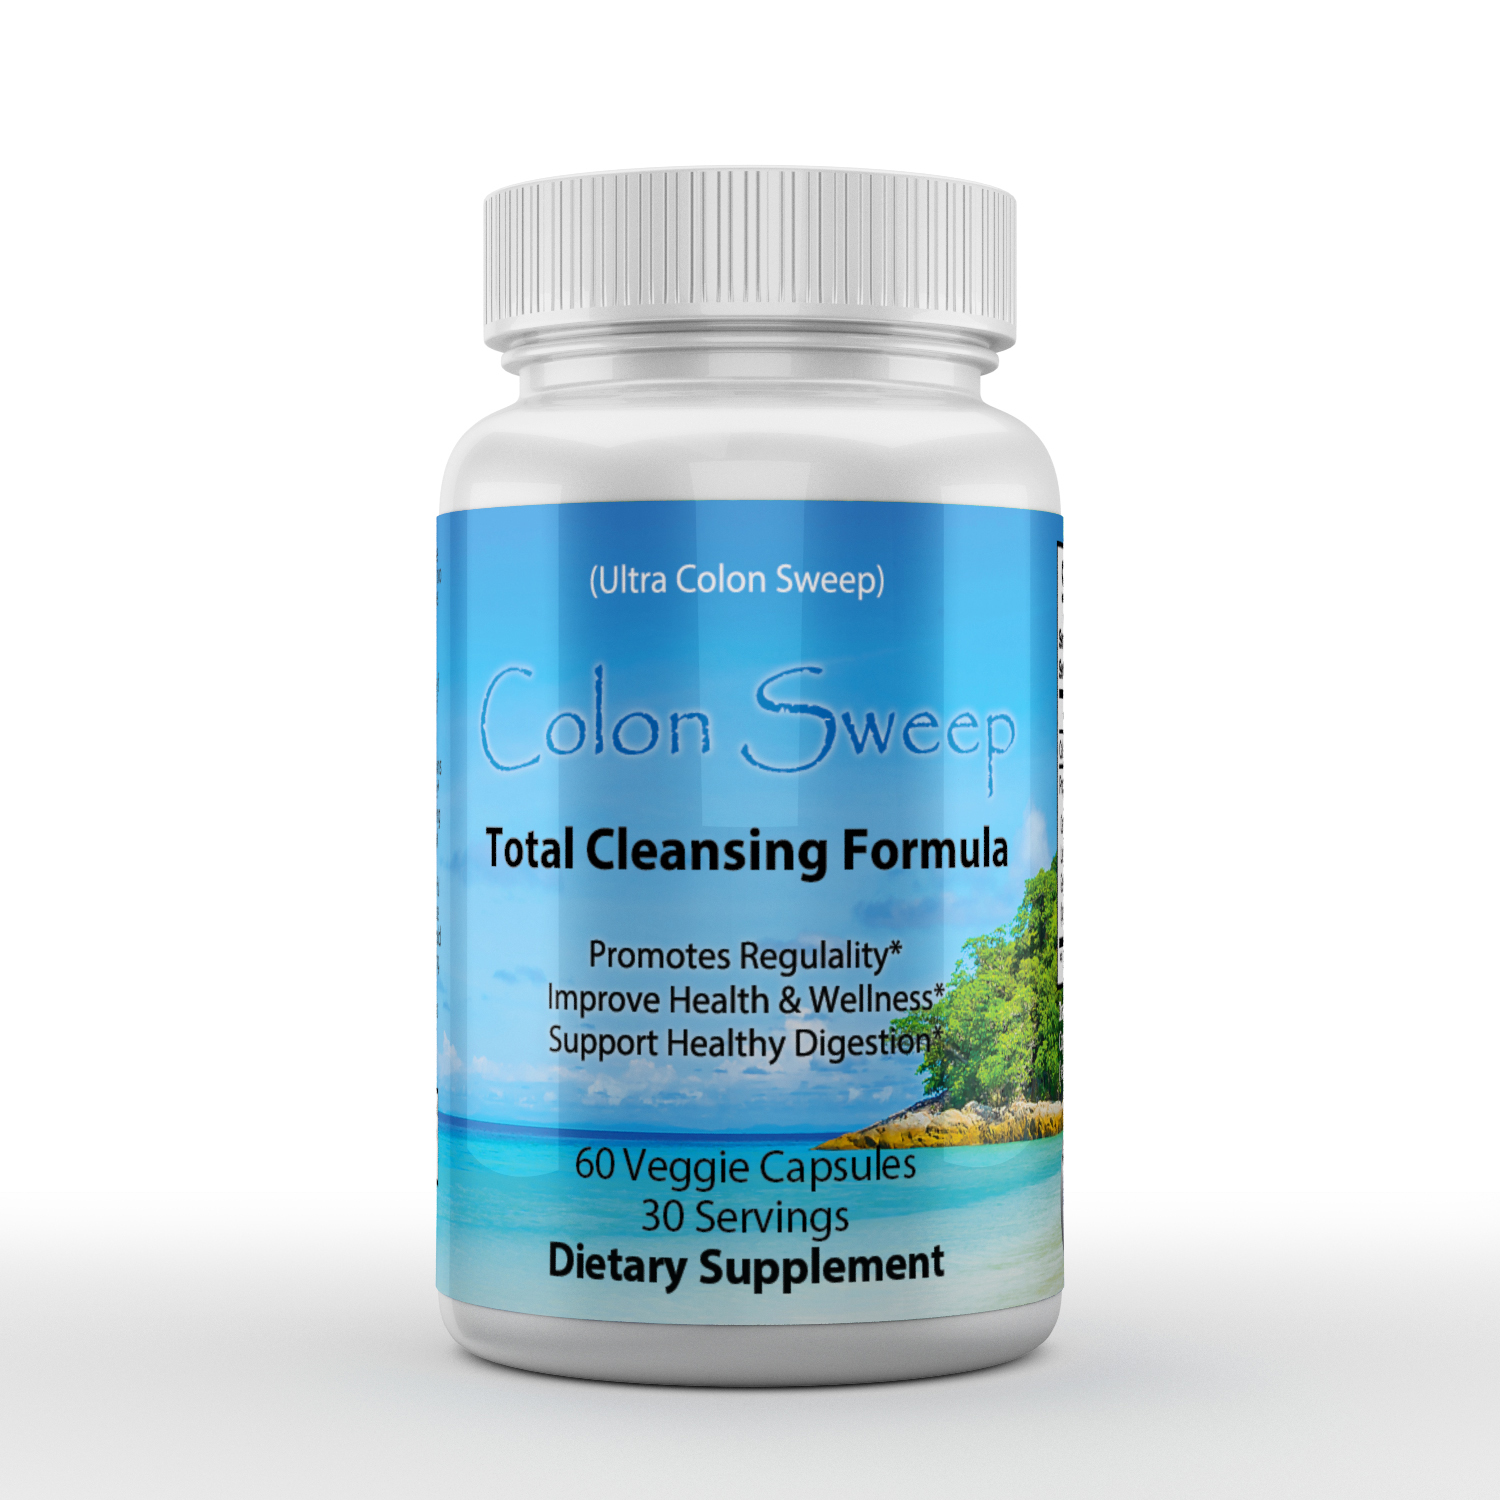 (Ultra Colon Sweep)
Colon Sweep
Total Cleansing Formula
Promotes Regulality*
Improve Health & Wellness*
Support Healthy Digestion*
60 Veggie Capsules
30 Servings
Dietary Supplement